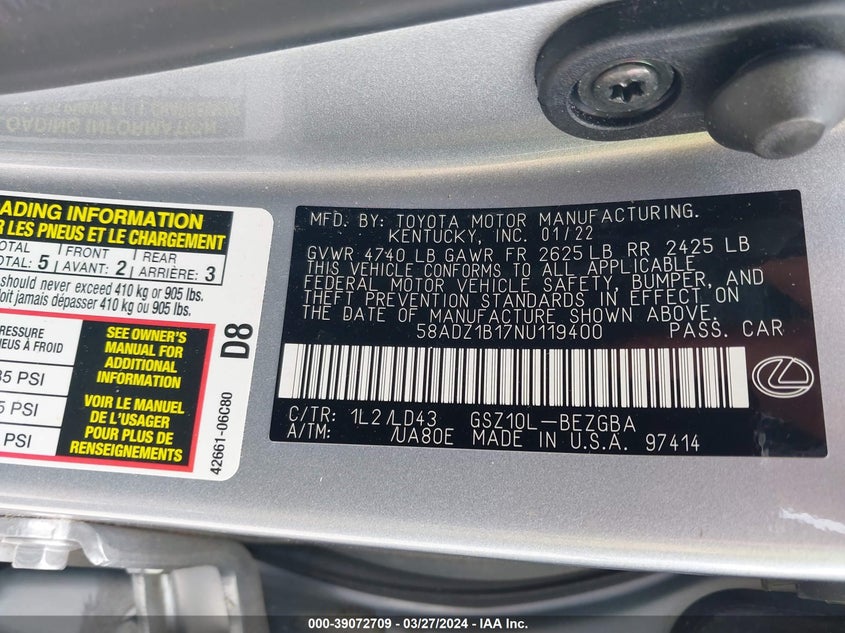 OADING INFORMATION
ADING INFORMATION
R LES PNEUS ET LE CHARGEMENT
OTAL
OTAL: 5
FRONT
AVANT: 2
REAR
ARRIÈRE: 3
should never exceed 410 kg or 905 lbs.
oit jamais dépasser 410 kg ou 905 lbs.
RESSURE
NEUS À FROID
35 PSI
5 PSI
PSI
SEE OWNER'S
MANUAL FOR
ADDITIONAL
INFORMATION
VOIR LE MANUEL
DE L'USAGER
POUR PLUS DE
RENSEIGNEMENTS
D8
42661-06C80
MFD. BY: TOYOTA MOTOR MANUFACTURING.
KENTUCKY, INC. 01/22
GVWR 4740 LB GAWR FR 2625 LB RR 2425 LB
THIS VEHICLE CONFORMS TO ALL APPLICABLE
FEDERAL MOTOR VEHICLE SAFETY, BUMPER, AND
THEFT PREVENTION STANDARDS IN EFFECT ON
THE DATE OF MANUFACTURE SHOWN ABOVE.
58ADZ1B17NU119400 PASS. CAR
C/TR: 1L2/LD43 GSZ10L-BEZGBA
A/TM: /UA80E MADE IN U.S.A. 97414
000-39072709 — 03/27/2024 — IAA Inc.